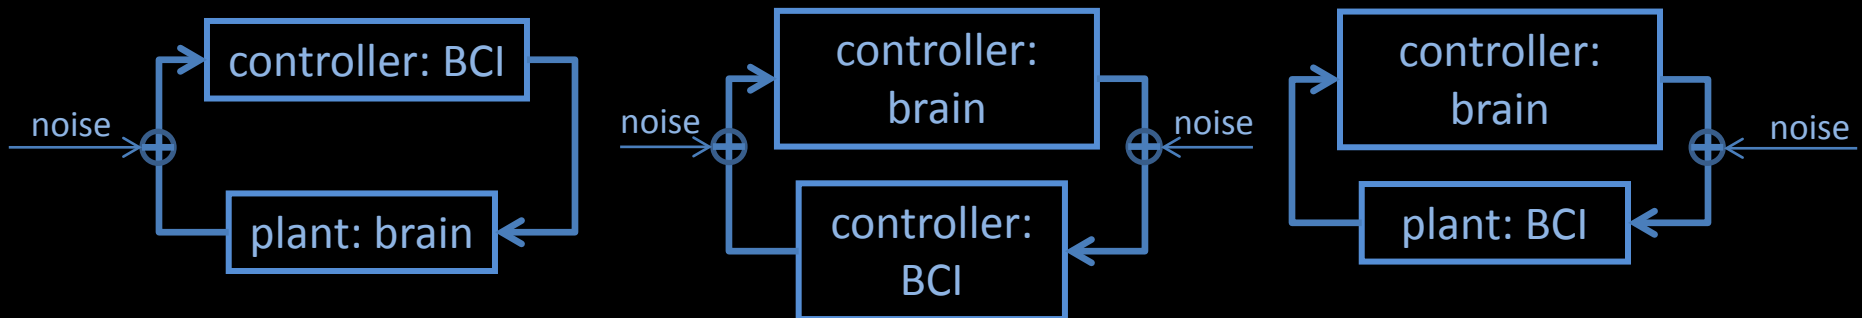 controller: BCI
noise
plant: brain
controller:
brain
noise
noise
controller:
BCI
controller:
brain
noise
plant: BCI